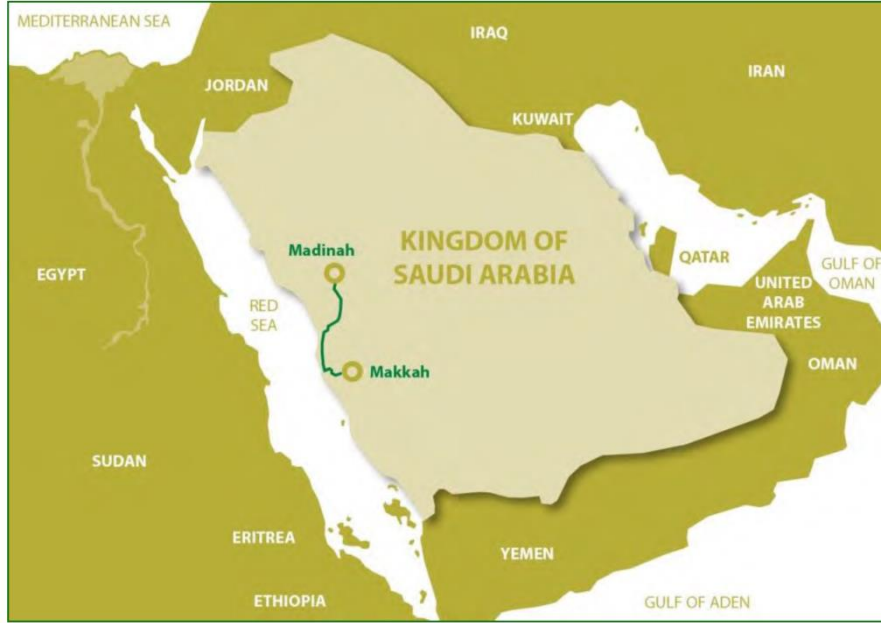 MEDITERRANEAN SEA
IRAQ
IRAN
JORDAN
KUWAIT
Madinah
KINGDOM OF
SAUDI ARABIA
EGYPT
QATAR
GULF OF
OMAN
UNITED
ARAB
EMIRATES
RED
SEA
Makkah
OMAN
SUDAN
ERITREA
YEMEN
ETHIOPIA
GULF OF ADEN